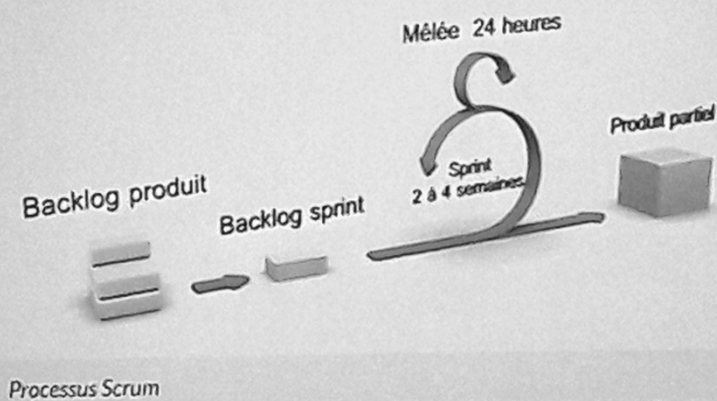 Mêlée 24 heures
Produit partiel
Sprint
2 à 4 semaines
Backlog produit
Backlog sprint
Processus Scrum